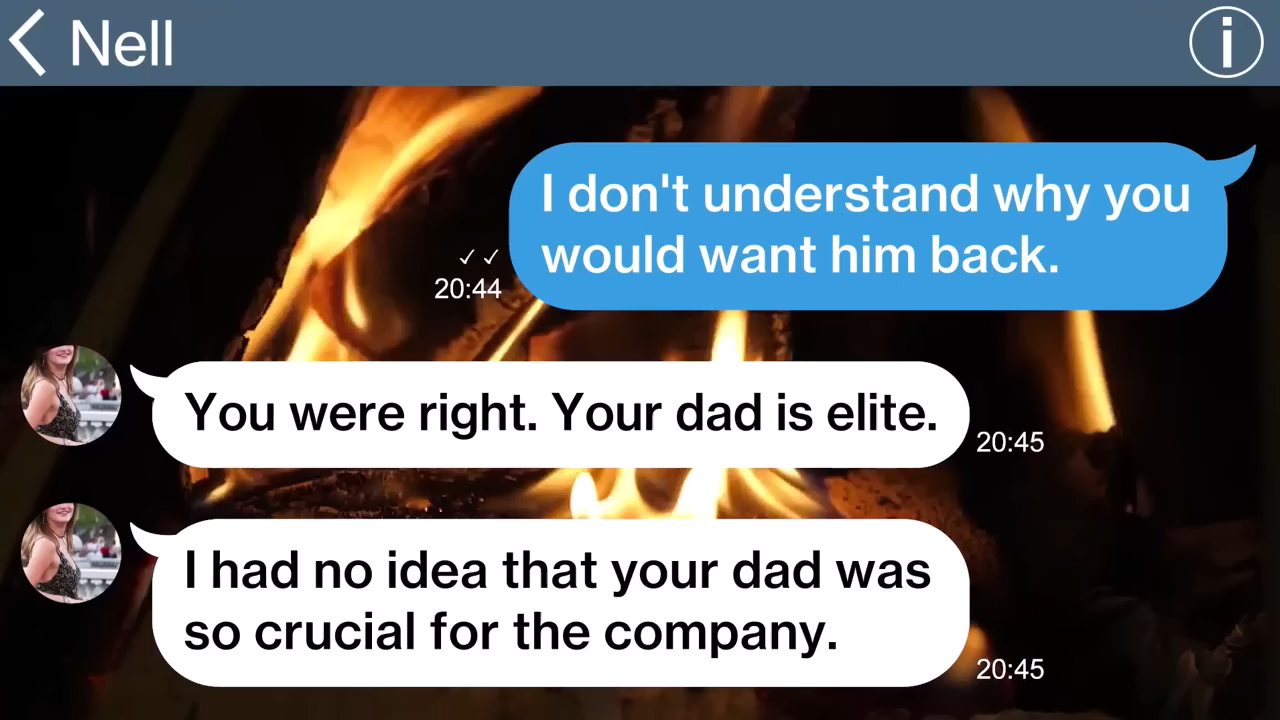 Nell
I don't understand why you
would want him back.
✓✓
20:44
You were right. Your dad is elite.
20:45
I had no idea that your dad was
so crucial for the company.
20:45